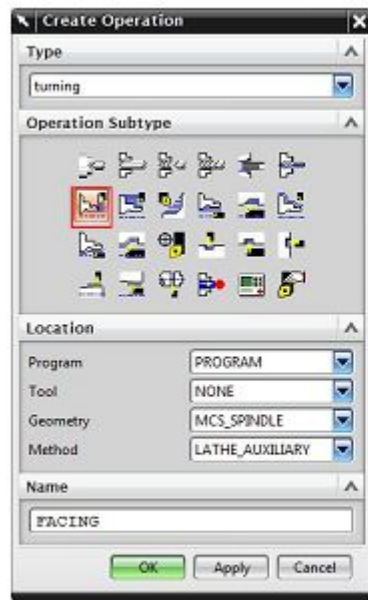 Create Operation
Type
turning
Operation Subtype
Location
Program PROGRAM
Tool NONE
Geometry MCS_SPINDLE
Method LATHE_AUXILIARY
Name
FACING
OK Apply Cancel